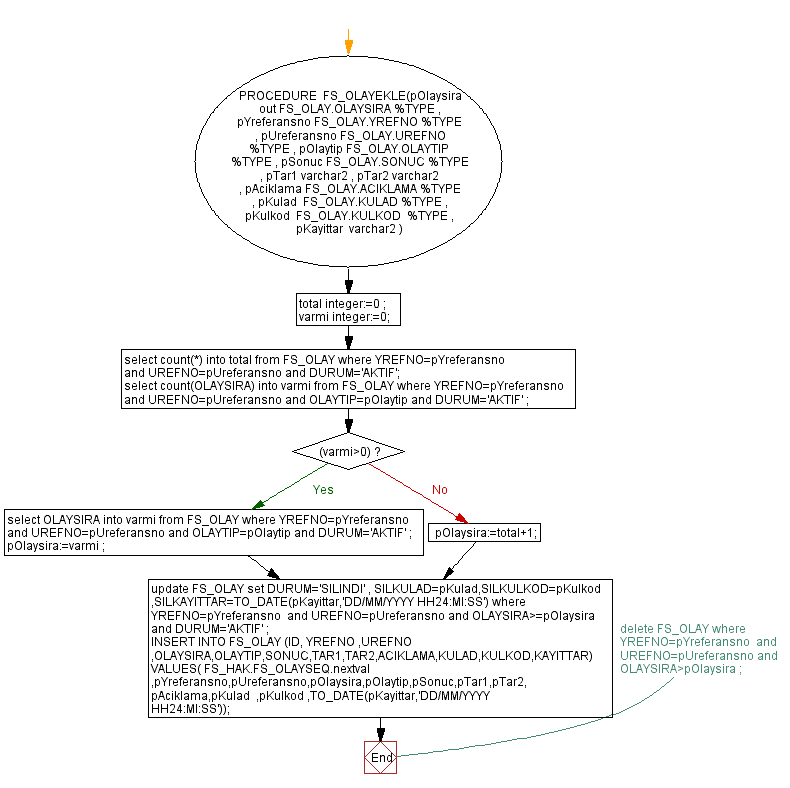 PROCEDURE  FS_OLAYEKLE(pOlaysira
out FS_OLAY.OLAYSIRA %TYPE ,
pYreferansno FS_OLAY.YREFNO %TYPE
, pUreferansno FS_OLAY.UREFNO
%TYPE , pOlaytip FS_OLAY.OLAYTIP
%TYPE , pSonuc FS_OLAY.SONUC %TYPE
, pTar1 varchar2 , pTar2 varchar2
, pAciklama FS_OLAY.ACIKLAMA %TYPE
, pKulad  FS_OLAY.KULAD %TYPE ,
pKulkod  FS_OLAY.KULKOD  %TYPE ,
pKayittar  varchar2 )
total integer:=0 ;
varmi integer:=0;
select count(*) into total from FS_OLAY where YREFNO=pYreferansno
and UREFNO=pUreferansno and DURUM='AKTIF';
select count(OLAYSIRA) into varmi from FS_OLAY where YREFNO=pYreferansno
and UREFNO=pUreferansno and OLAYTIP=pOlaytip and DURUM='AKTIF' ;
(varmi>0) ?
Yes
No
select OLAYSIRA into varmi from FS_OLAY where YREFNO=pYreferansno
and UREFNO=pUreferansno and OLAYTIP=pOlaytip and DURUM='AKTIF' ;
pOlaysira:=varmi ;
pOlaysira:=total+1;
update FS_OLAY set DURUM='SILINDI' , SILKULAD=pKulad,SILKULKOD=pKulkod
,SILKAYITTAR=TO_DATE(pKayittar,'DD/MM/YYYY HH24:MI:SS') where
YREFNO=pYreferansno  and UREFNO=pUreferansno and OLAYSIRA>=pOlaysira
and DURUM='AKTIF' ;
INSERT INTO FS_OLAY (ID, YREFNO ,UREFNO
,OLAYSIRA,OLAYTIP,SONUC,TAR1,TAR2,ACIKLAMA,KULAD,KULKOD,KAYITTAR)
VALUES( FS_HAK.FS_OLAYSEQ.nextval
,pYreferansno,pUreferansno,pOlaysira,pOlaytip,pSonuc,pTar1,pTar2,
pAciklama,pKulad  ,pKulkod ,TO_DATE(pKayittar,'DD/MM/YYYY
HH24:MI:SS'));
delete FS_OLAY where
YREFNO=pYreferansno  and
UREFNO=pUreferansno and
OLAYSIRA>pOlaysira ;
End